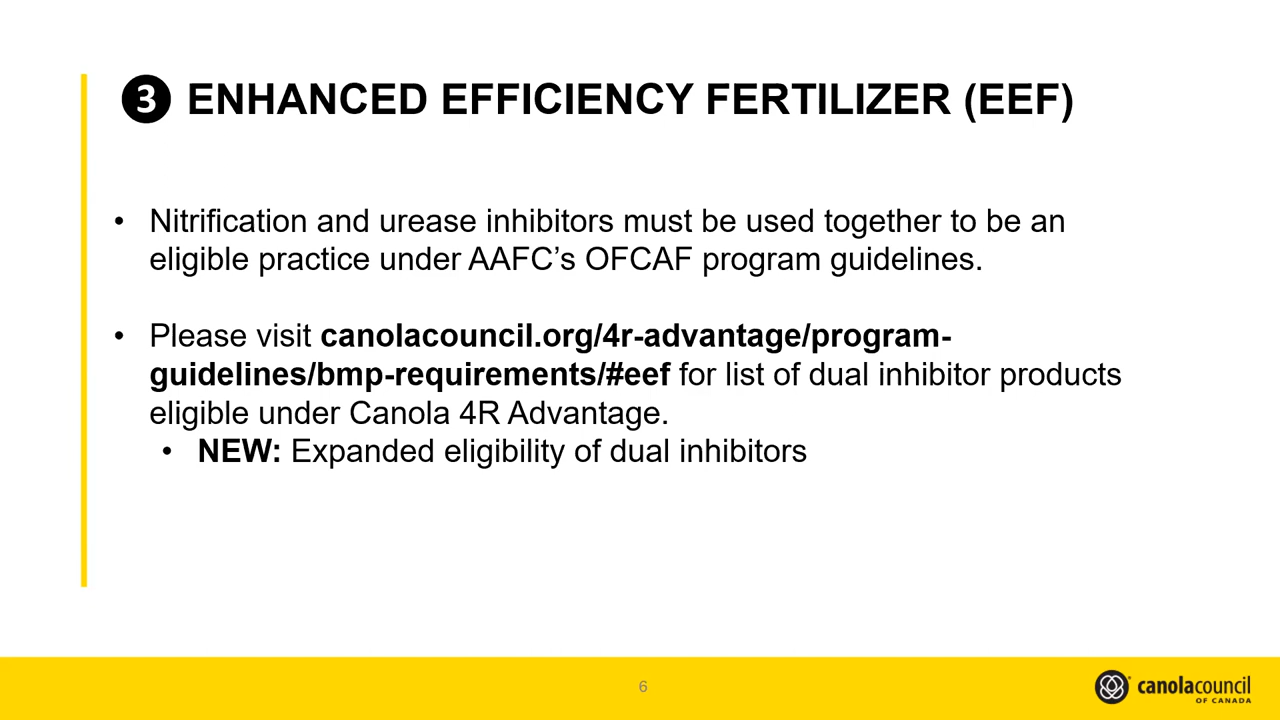 ❸ ENHANCED EFFICIENCY FERTILIZER (EEF)
• Nitrification and urease inhibitors must be used together to be an
eligible practice under AAFC’s OFCAF program guidelines.
• Please visit canolacouncil.org/4r-advantage/program-
guidelines/bmp-requirements/#eef for list of dual inhibitor products
eligible under Canola 4R Advantage.
• NEW: Expanded eligibility of dual inhibitors
6
canolacouncil
OF CANADA